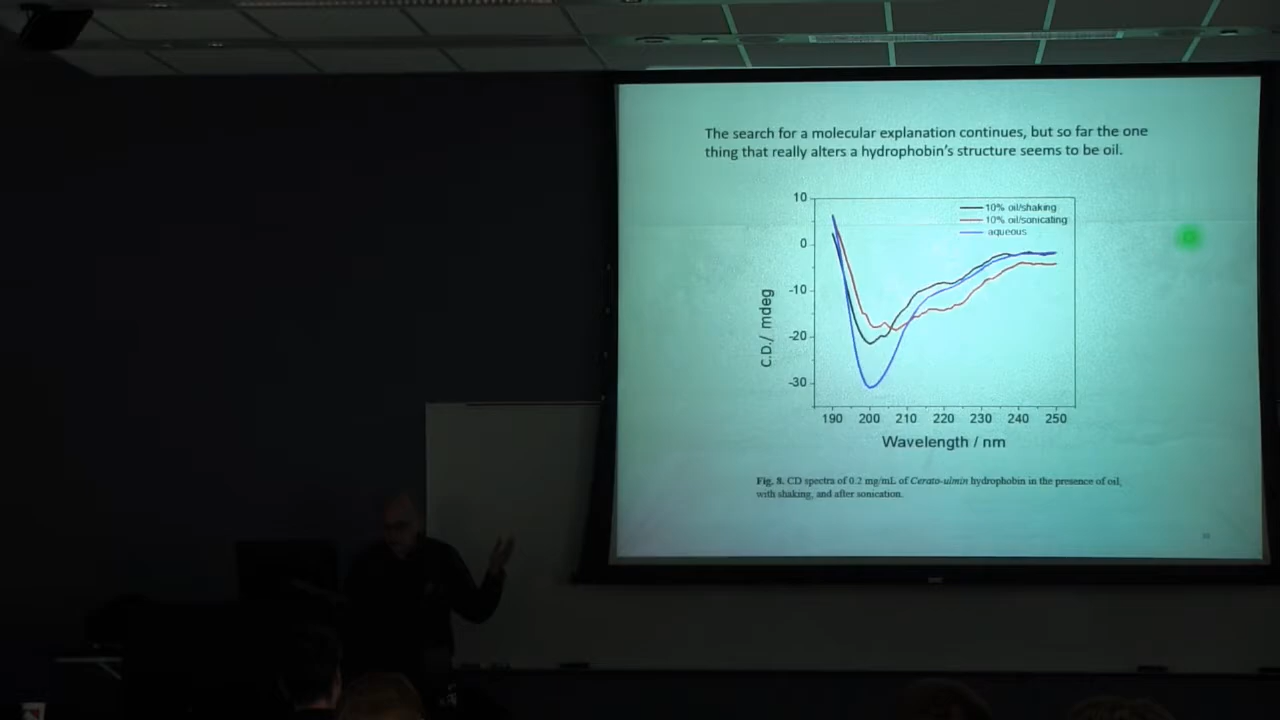 The search for a molecular explanation continues, but so far the one
thing that really alters a hydrophobin's structure seems to be oil.
10
0
-10
-20
-30
C.D./ mdeg
10% oil/shaking
10% oil/sonicating
aqueous
190 200 210 220 230 240 250
Wavelength / nm
Fig. 8. CD spectra of 0.2 mg/mL of Cerato-ulmin hydrophobin in the presence of oil,
with shaking, and after sonication.